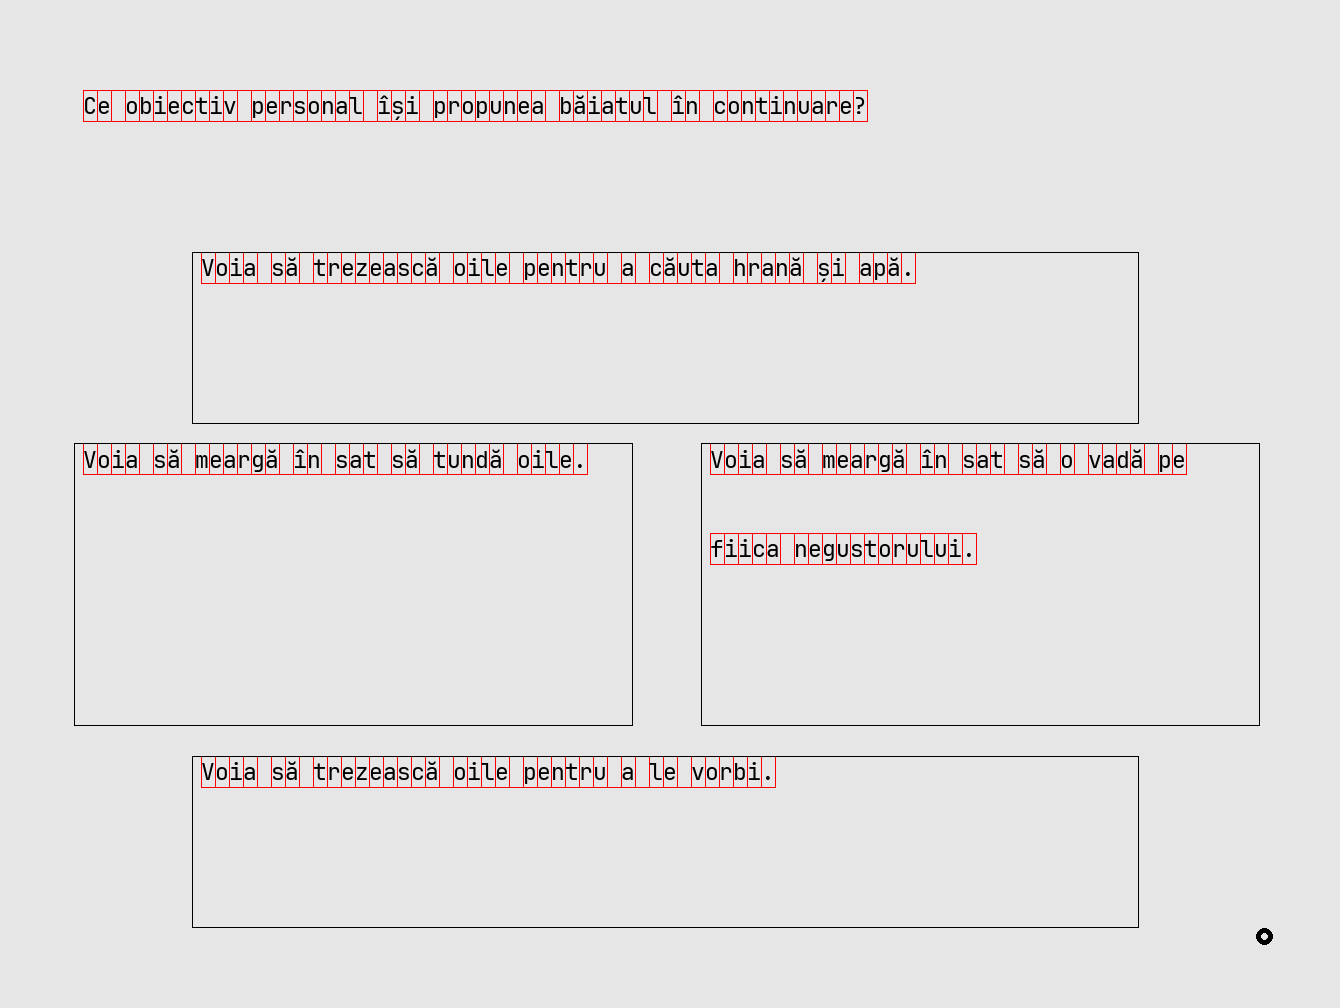 Ce obiectiv personal își propunea băiatul în continuare?
Voia să trezească oile pentru a căuta hrană și apă.
Voia să meargă în sat să tundă oile.
Voia să meargă în sat să o vadă pe
fiica negustorului.
Voia să trezească oile pentru a le vorbi.